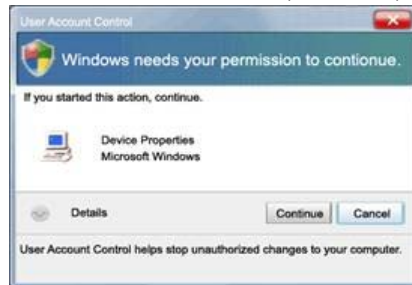 User Account Control
Windows needs your permission to contionue.
If you started this action, continue.
Device Properties
Microsoft Windows
Details
Continue
Cancel
User Account Control helps stop unauthorized changes to your computer.